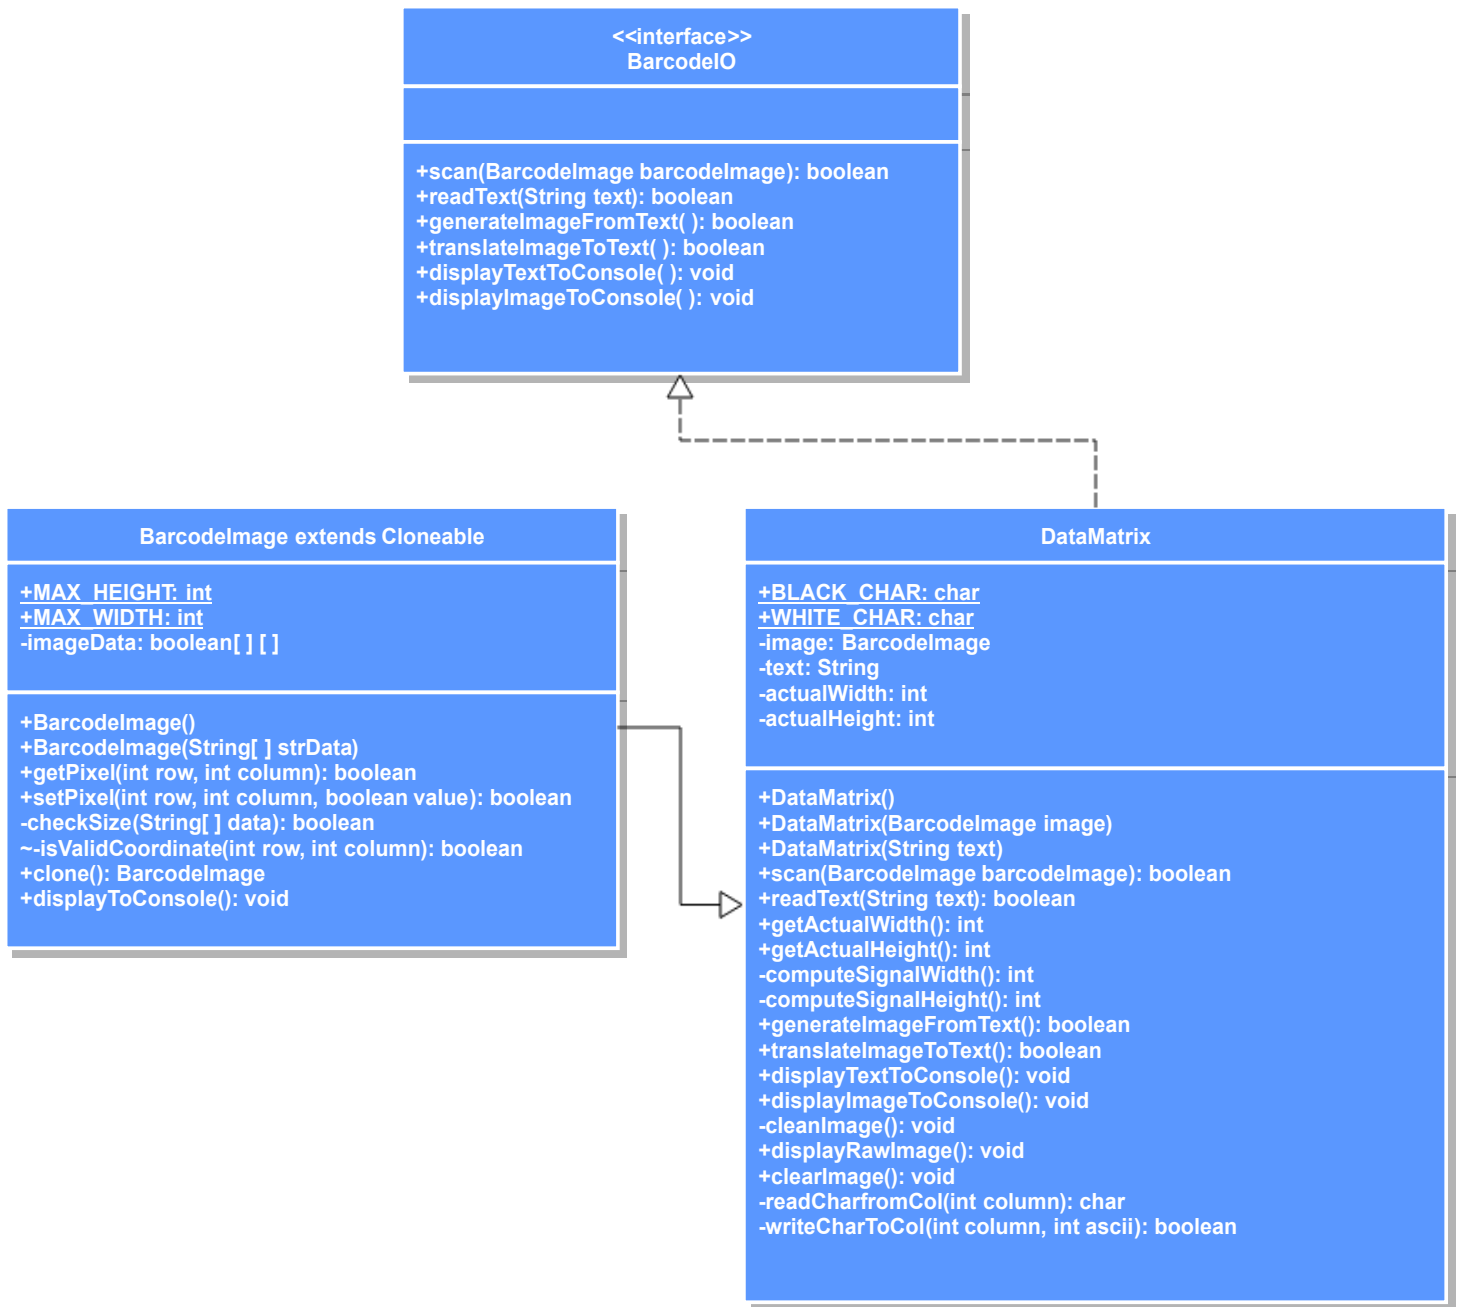 <<interface>>
BarcodeIO
+scan(BarcodeImage barcodeImage): boolean
+readText(String text): boolean
+generateImageFromText( ): boolean
+translateImageToText( ): boolean
+displayTextToConsole( ): void
+displayImageToConsole( ): void
BarcodeImage extends Cloneable
+MAX_HEIGHT: int
+MAX_WIDTH: int
-imageData: boolean[ ] [ ]
+BarcodeImage()
+BarcodeImage(String[ ] strData)
+getPixel(int row, int column): boolean
+setPixel(int row, int column, boolean value): boolean
-checkSize(String[ ] data): boolean
~-isValidCoordinate(int row, int column): boolean
+clone(): BarcodeImage
+displayToConsole(): void
DataMatrix
+BLACK_CHAR: char
+WHITE_CHAR: char
-image: BarcodeImage
-text: String
-actualWidth: int
-actualHeight: int
+DataMatrix()
+DataMatrix(BarcodeImage image)
+DataMatrix(String text)
+scan(BarcodeImage barcodeImage): boolean
+readText(String text): boolean
+getActualWidth(): int
+getActualHeight(): int
-computeSignalWidth(): int
-computeSignalHeight(): int
+generateImageFromText(): boolean
+translateImageToText(): boolean
+displayTextToConsole(): void
+displayImageToConsole(): void
-cleanImage(): void
+displayRawImage(): void
+clearImage(): void
-readCharfromCol(int column): char
-writeCharToCol(int column, int ascii): boolean